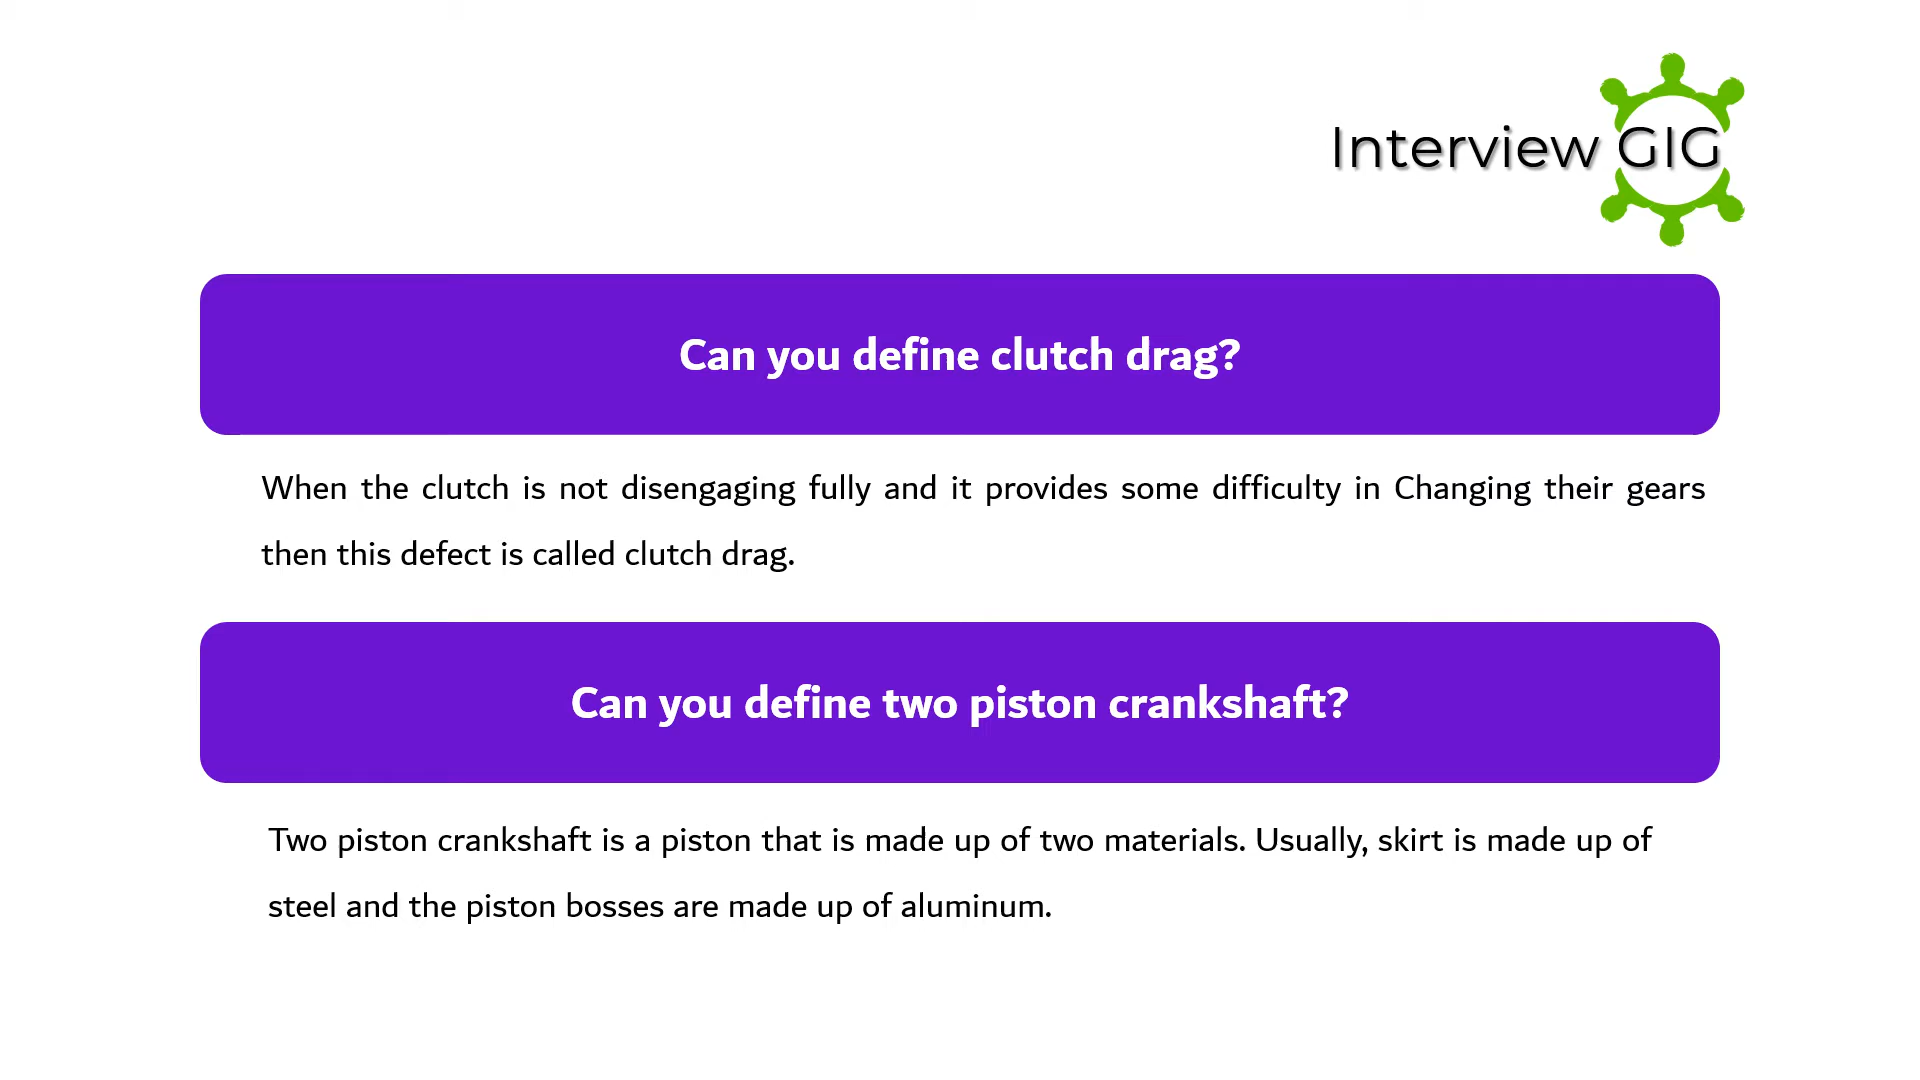 Interview GIG
Can you define clutch drag?
When the clutch is not disengaging fully and it provides some difficulty in Changing their gears
then this defect is called clutch drag.
Can you define two piston crankshaft?
Two piston crankshaft is a piston that is made up of two materials. Usually, skirt is made up of
steel and the piston bosses are made up of aluminum.